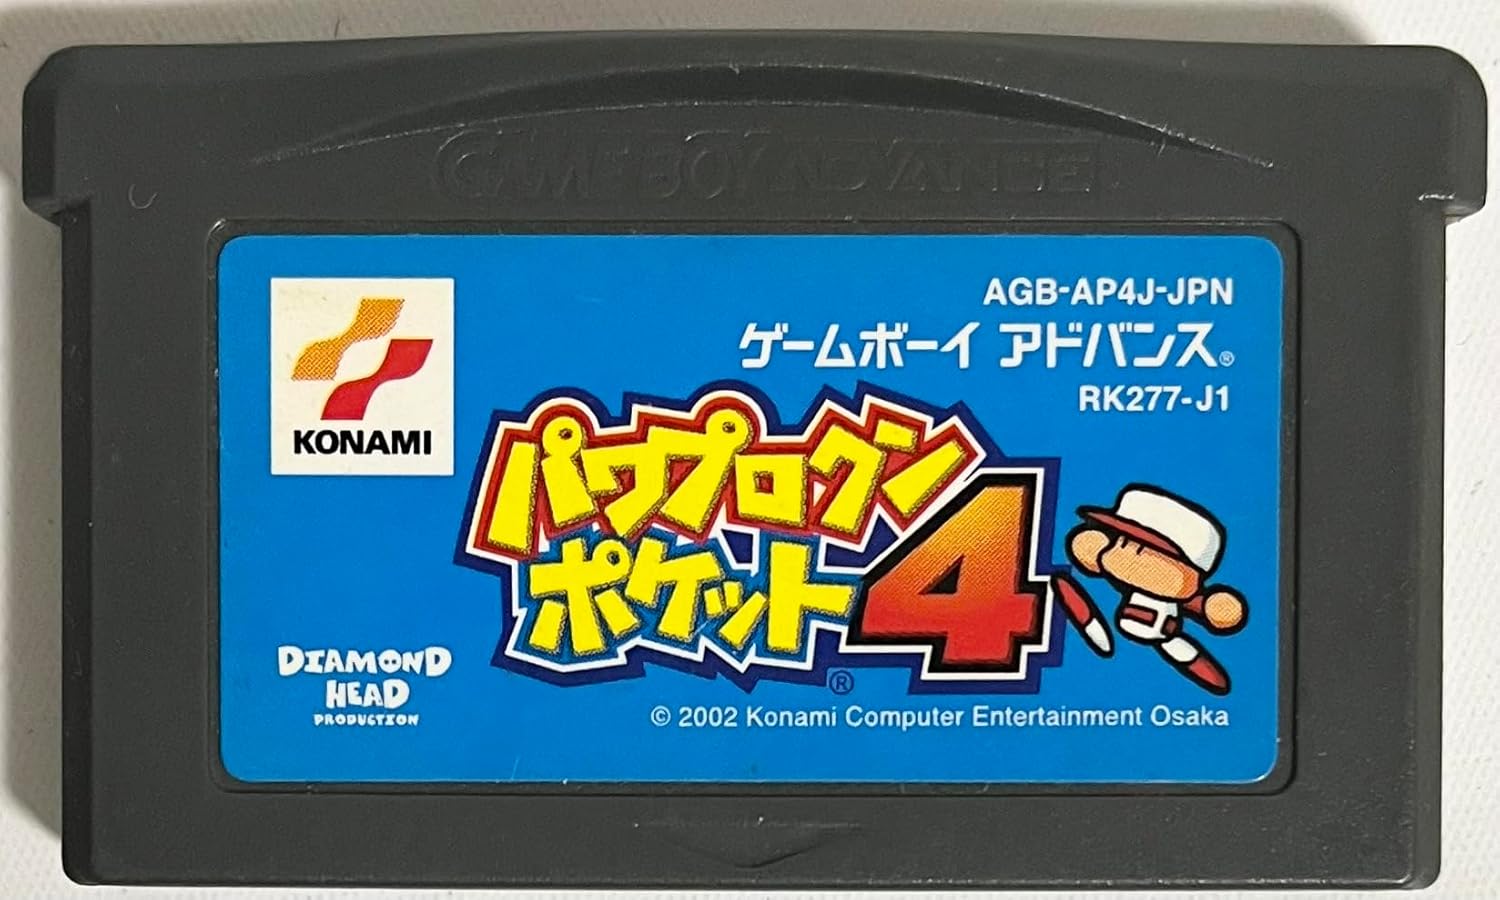 GAME BOY ADVANCE
KONAMI
AGB-AP4J-JPN
ゲームボーイ アドバンス®
RK277-J1
パワプロクン
ポケット4
®
DIAMOND
HEAD
PRODUCTION
© 2002 Konami Computer Entertainment Osaka